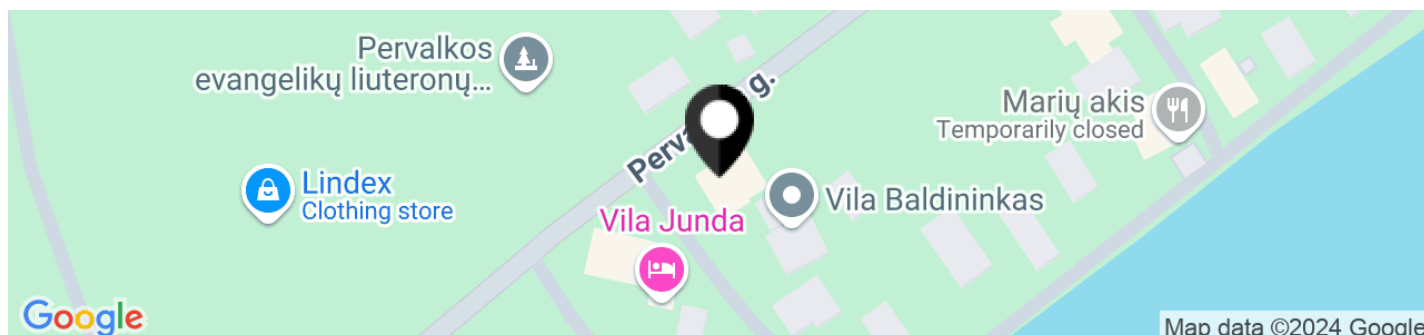 Pervalkos
evangelikų liuteronų...
Perva
g.
Marių akis
Temporarily closed
Lindex
Clothing store
Vila Baldininkas
Vila Junda
Google
Map data ©2024 Google